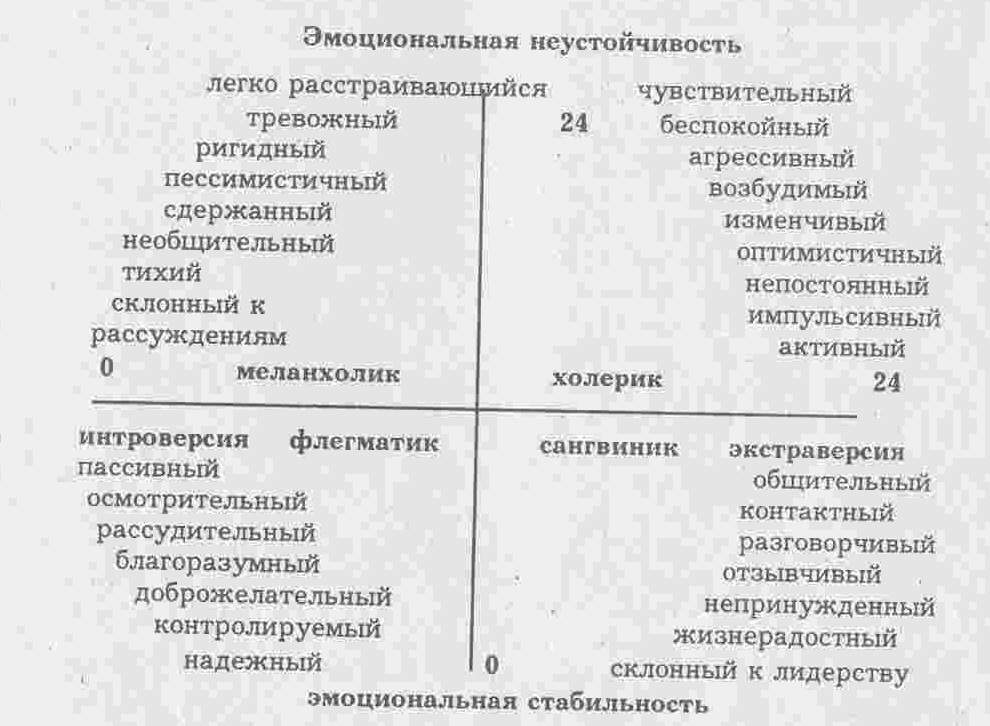 Эмоциональная неустойчивость
легко расстраивающийся чувствительный
тревожный 24 беспокойный
ригидный агрессивный
пессимистичный возбудимый
сдержанный изменчивый
необщительный оптимистичный
тихий непостоянный
склонный к импульсивный
рассуждениям активный
0 меланхолик холерик 24
интроверсия флегматик сангвиник экстраверсия
пассивный общительный
осмотрительный контактный
рассудительный разговорчивый
благоразумный отзывчивый
доброжелательный непринужденный
контролируемый жизнерадостный
надежный 0 склонный к лидерству
эмоциональная стабильность